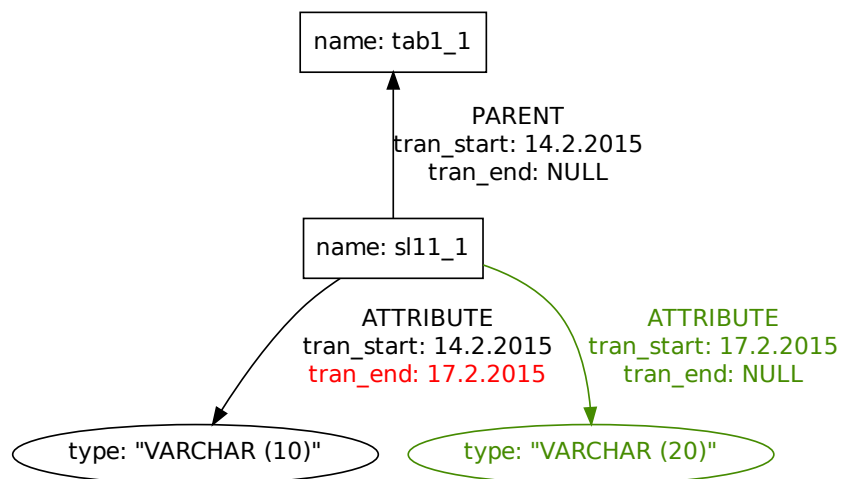 name: tab1_1
PARENT
tran_start: 14.2.2015
tran_end: NULL
name: sl11_1
ATTRIBUTE
tran_start: 14.2.2015
tran_end: 17.2.2015
ATTRIBUTE
tran_start: 17.2.2015
tran_end: NULL
type: "VARCHAR (10)"
type: "VARCHAR (20)"